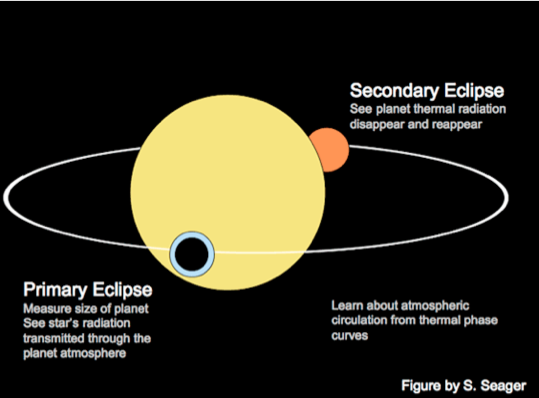 Secondary Eclipse
See planet thermal radiation
disappear and reappear
Primary Eclipse
Measure size of planet
See star's radiation
transmitted through the
planet atmosphere
Learn about atmospheric
circulation from thermal phase
curves
Figure by S. Seager